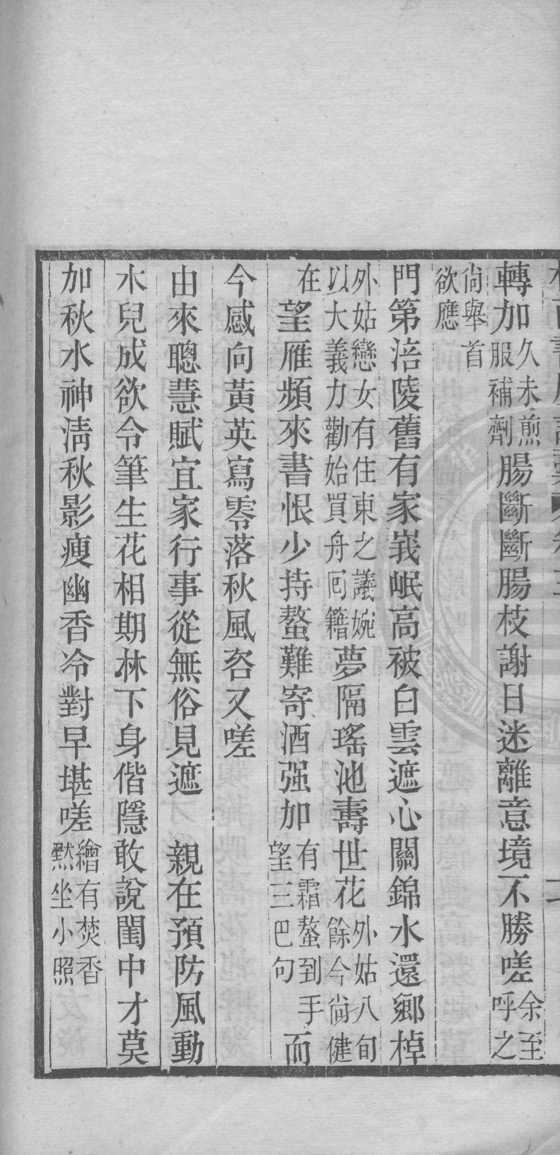 轉加久未煎服補劑腸斷斷腸枝謝日迷離意境不勝嗟余至呼之
尙舉首欲應
門第涪陵舊有家峩岷高被白雲遮心關錦水還鄉棹
外姑戀女有住東之議婉以大義力勸始買舟囘籍夢隔瑤池壽世花外姑八旬餘今尙健
在　望雁頻來書恨少持螯難寄酒强加有霜螯到手望三巴句而
今感向黃英寫零落秋風咨又嗟
由來聰慧賦宜家行事從無俗見遮　親在預防風動
木兒成欲令筆生花相期林下身偕隱敢說閨中才莫
加秋水神淸秋影瘦幽香冷對早堪嗟繪有焚香默坐小照